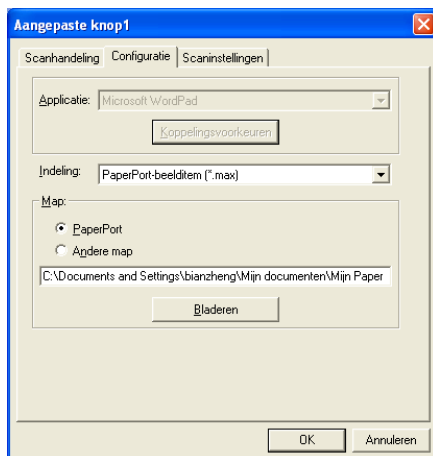 Aangepaste knop1
Scanhandeling Configuratie Scaninstellingen
Applicatie: Microsoft WordPad
Koppelingsvoorkeuren
Indeling: PaperPort-beelditem (*.max)
Map:
PaperPort
Andere map
C:\Documents and Settings\bianzheng\Mijn documenten\Mijn Paper
Bladeren
OK Annuleren